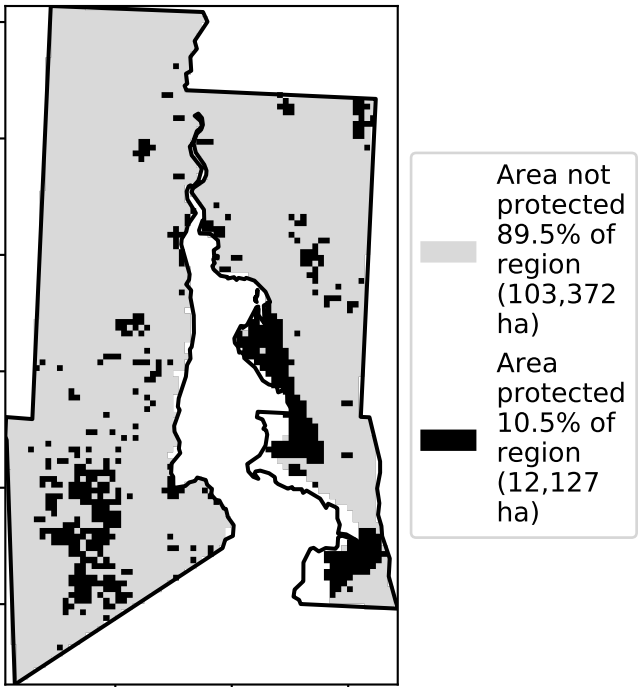 Area not
protected
89.5% of
region
(103,372
ha)
Area
protected
10.5% of
region
(12,127
ha)